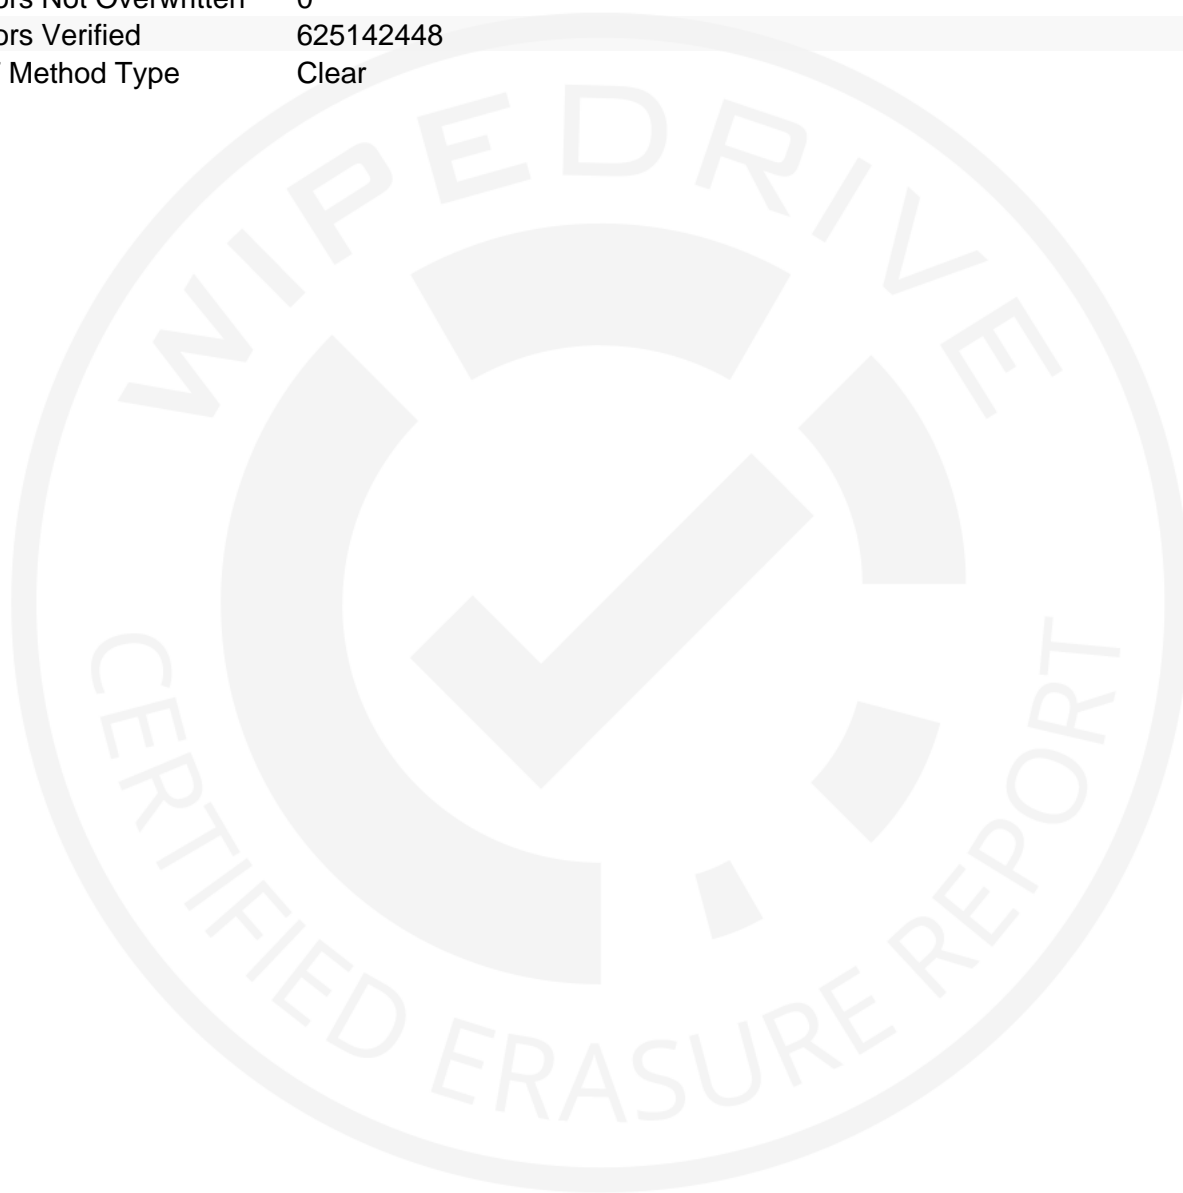 ors Not Overwritten 0
ors Verified 625142448
Method Type Clear
WIPEDRIVE
CERTIFIED ERASURE REPORT